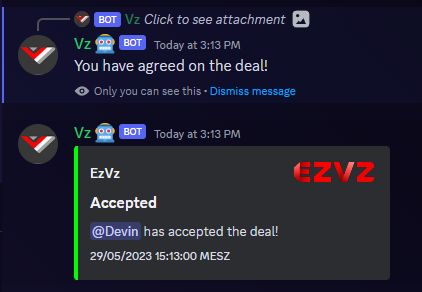 BOT Vz Click to see attachment
Vz BOT Today at 3:13 PM
You have agreed on the deal!
Only you can see this • Dismiss message
Vz BOT Today at 3:13 PM
EzVz
EZVZ
Accepted
@Devin has accepted the deal!
29/05/2023 15:13:00 MESZ